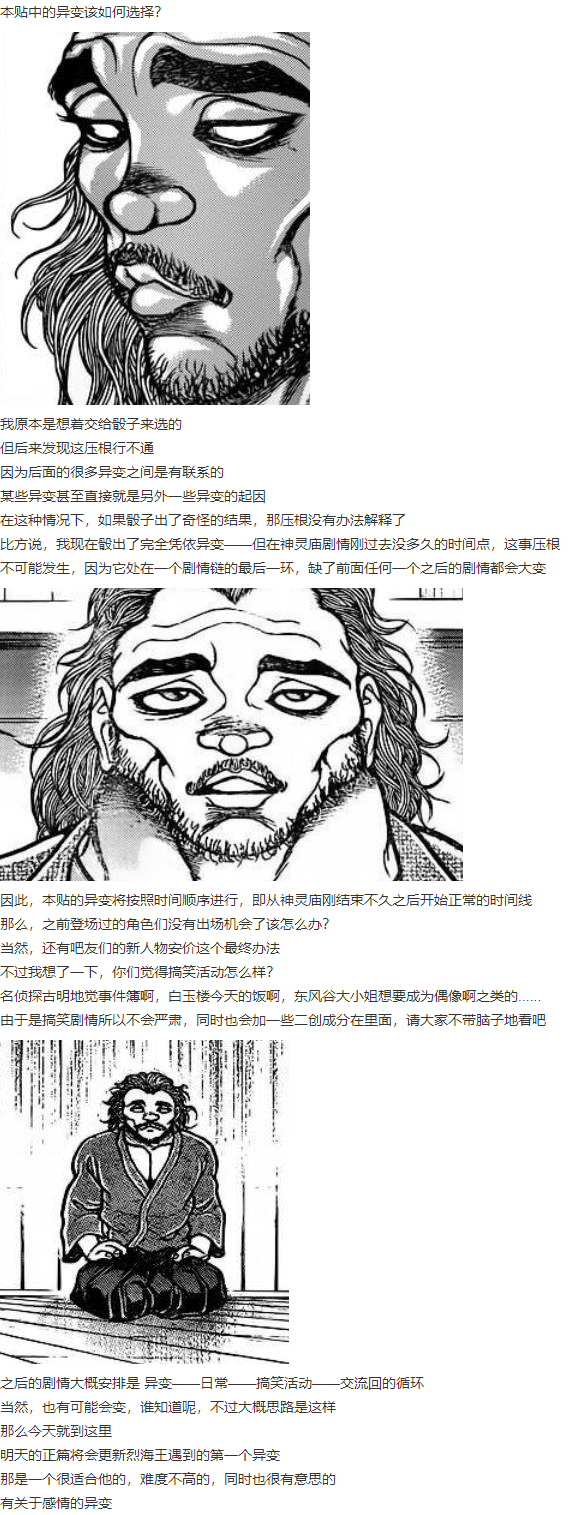 本贴中的异变该如何选择？
我原本是想着交给骰子来选的
但后来发现这压根行不通
因为后面的很多异变之间是有联系的
某些异变甚至直接就是另外一些异变的起因
在这种情况下，如果骰子出了奇怪的结果，那压根没有办法解释了
比方说，我现在骰出了完全凭依异变——但在神灵庙剧情刚过去没多久的时间点，这事压根
不可能发生，因为它处在一个剧情链的最后一环，缺了前面任何一个之后的剧情都会大变
因此，本贴的异变将按照时间顺序进行，即从神灵庙刚结束不久之后开始正常的时间线
那么，之前登场过的角色们没有出场机会了该怎么办？
当然，还有吧友们的新人物安价这个最终办法
不过我想了一下，你们觉得搞笑活动怎么样？
名侦探古明地觉事件簿啊，白玉楼今天的饭啊，东风谷大小姐想要成为偶像啊之类的......
由于是搞笑剧情所以不会严肃，同时也会加一些二创成分在里面，请大家不带脑子地看吧
之后的剧情大概安排是 异变——日常——搞笑活动——交流回的循环
当然，也有可能会变，谁知道呢，不过大概思路是这样
那么今天就到这里
明天的正篇将会更新烈海王遇到的第一个异变
那是一个很适合他的，难度不高的，同时也很有意思的
有关于感情的异变